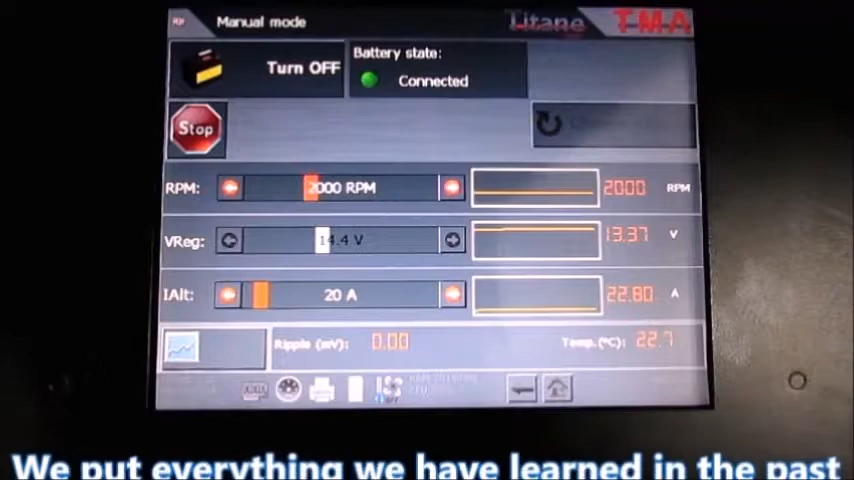 Manual mode
Titane TMA
Turn OFF
Battery state:
Connected
Stop
RPM: 2000 RPM 2000 RPM
VReg: 14.4 V 13.37 V
IAlt: 20 A 22.80 A
Ripple (mV): 0.00 Temp.(°C): 22.7
We put everything we have learned in the past